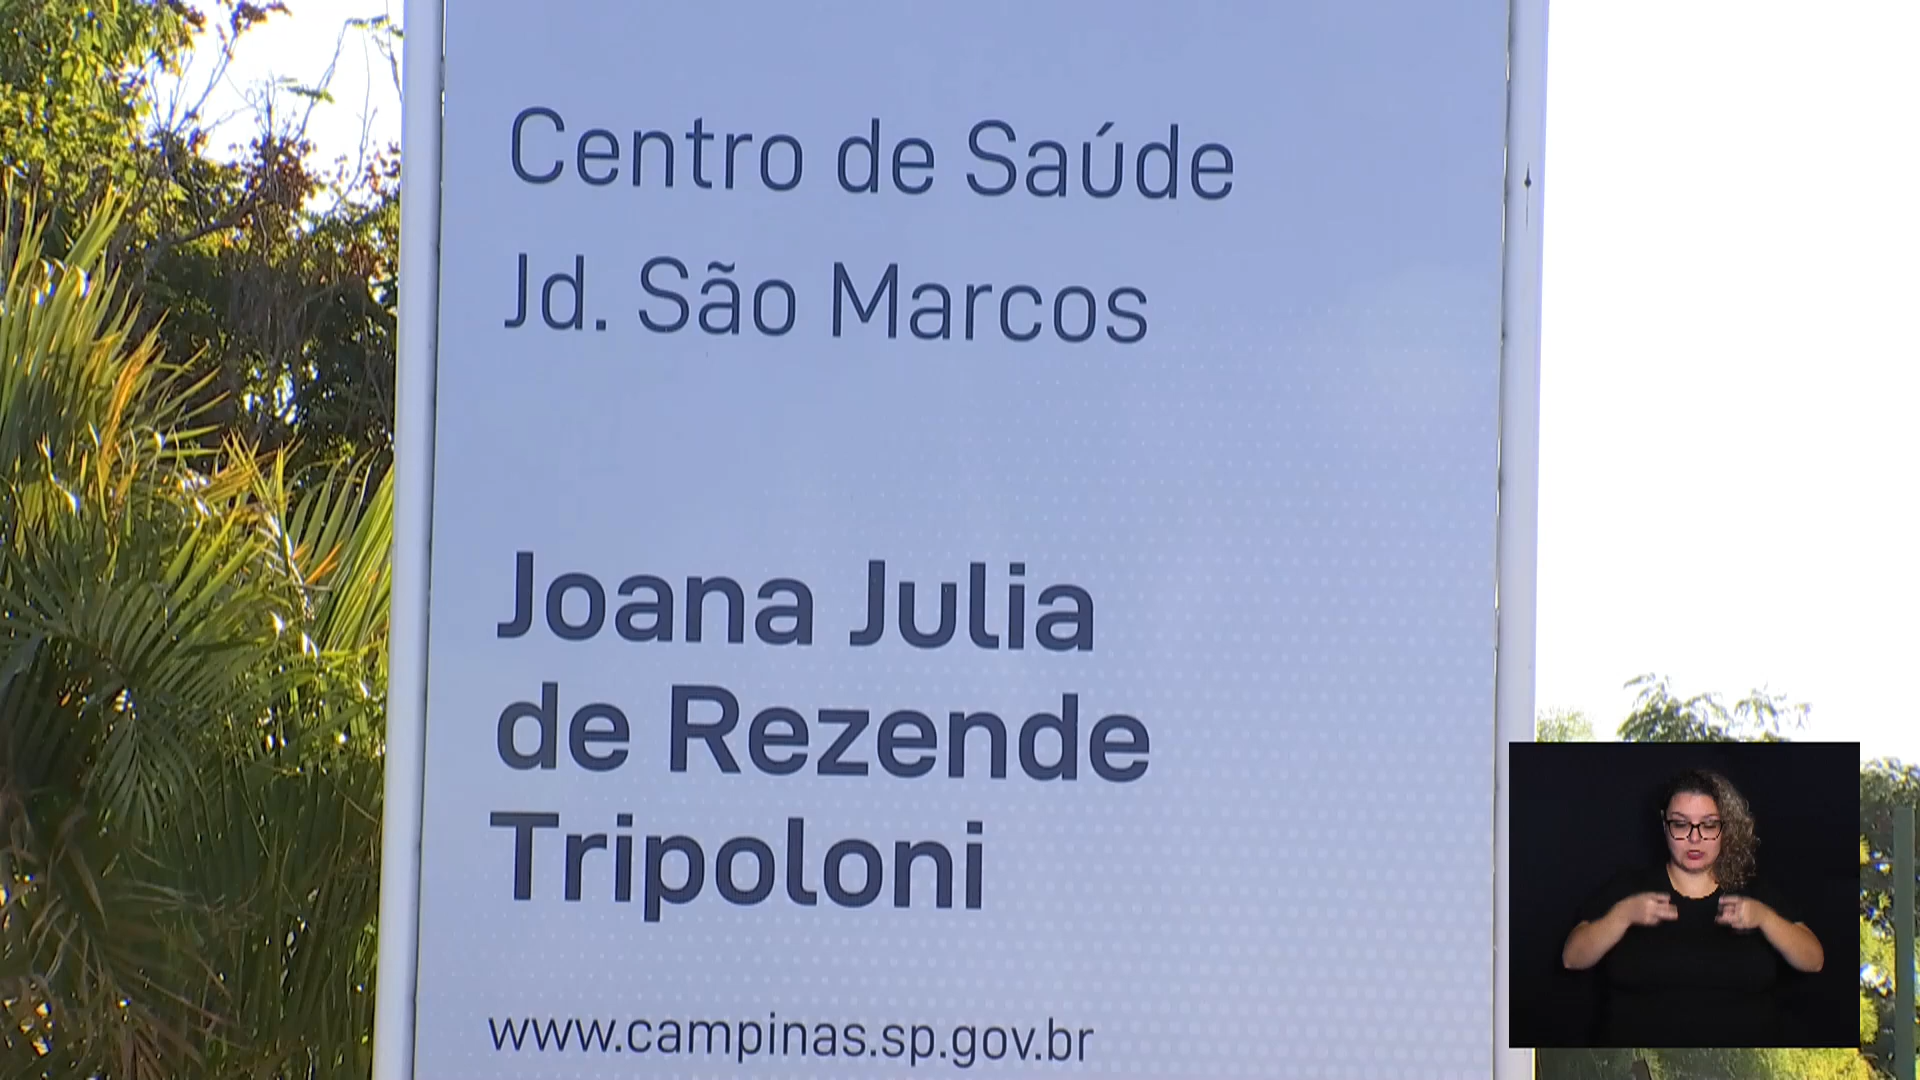 Centro de Saúde
Jd. São Marcos
Joana Julia
de Rezende
Tripoloni
www.campinas.sp.gov.br